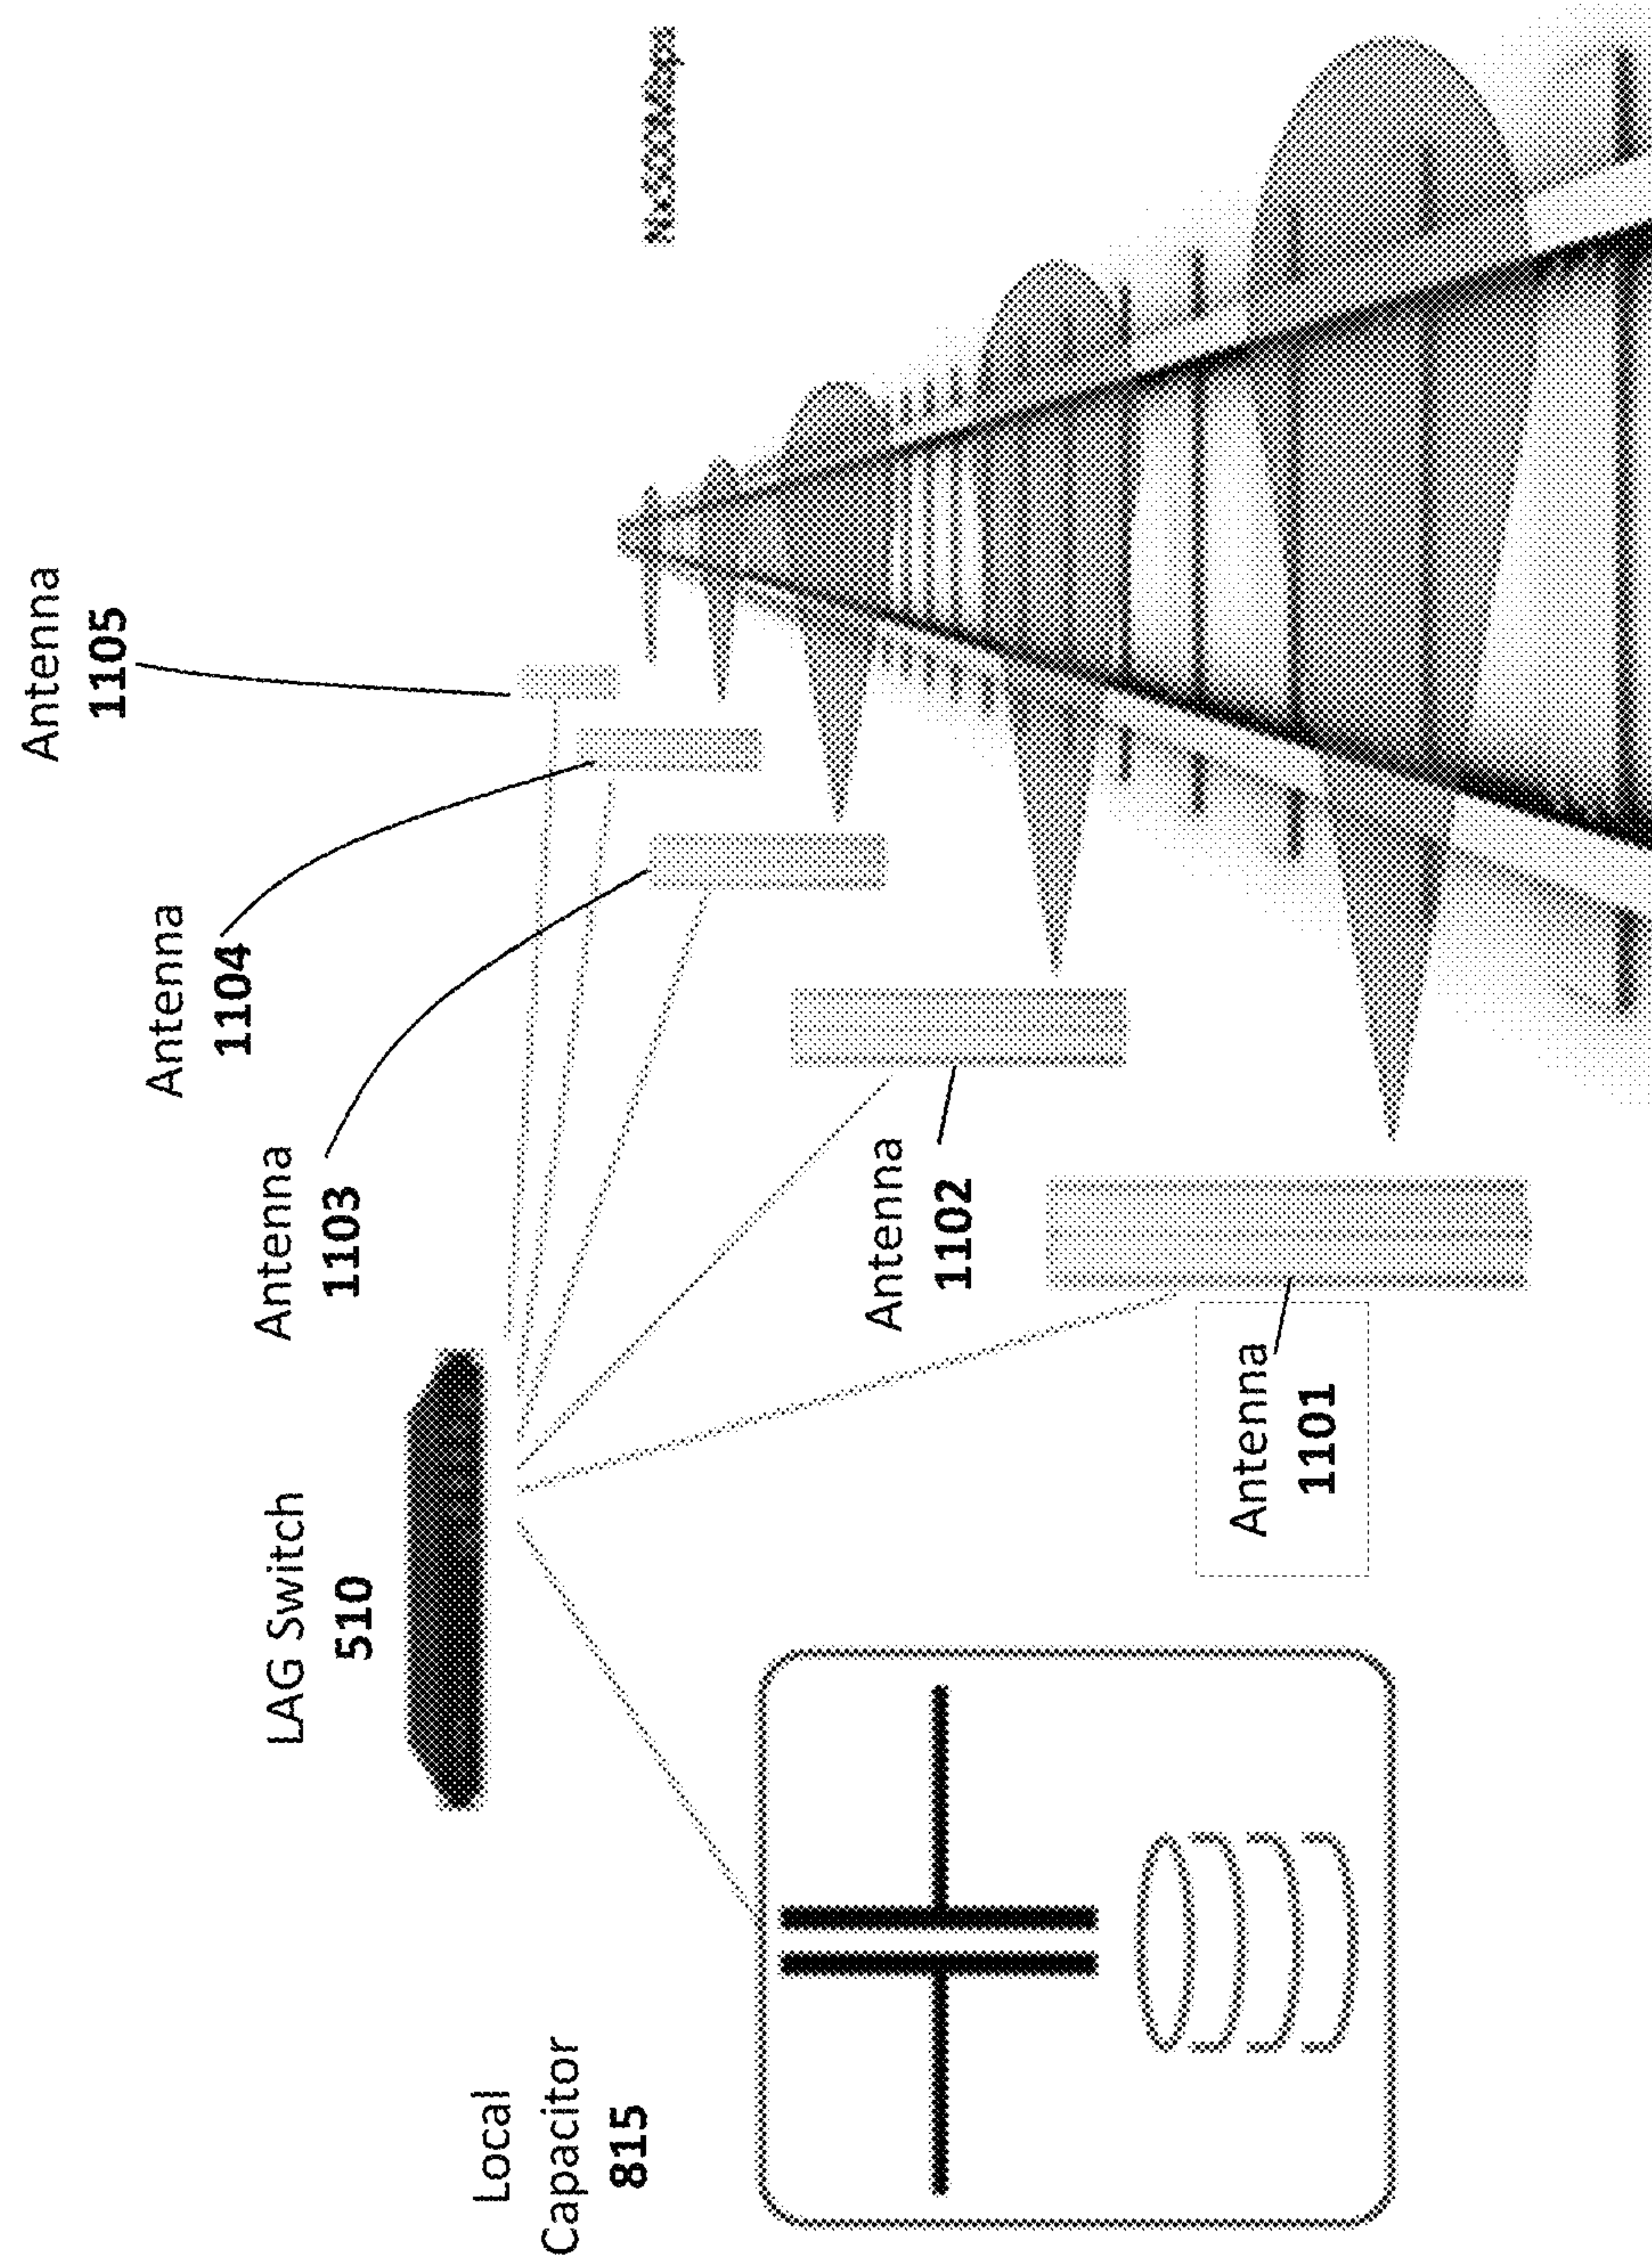 Local
Capacitor
815
LAG Switch
510
Antenna
1101
Antenna
1102
Antenna
1103
Antenna
1104
Antenna
1105